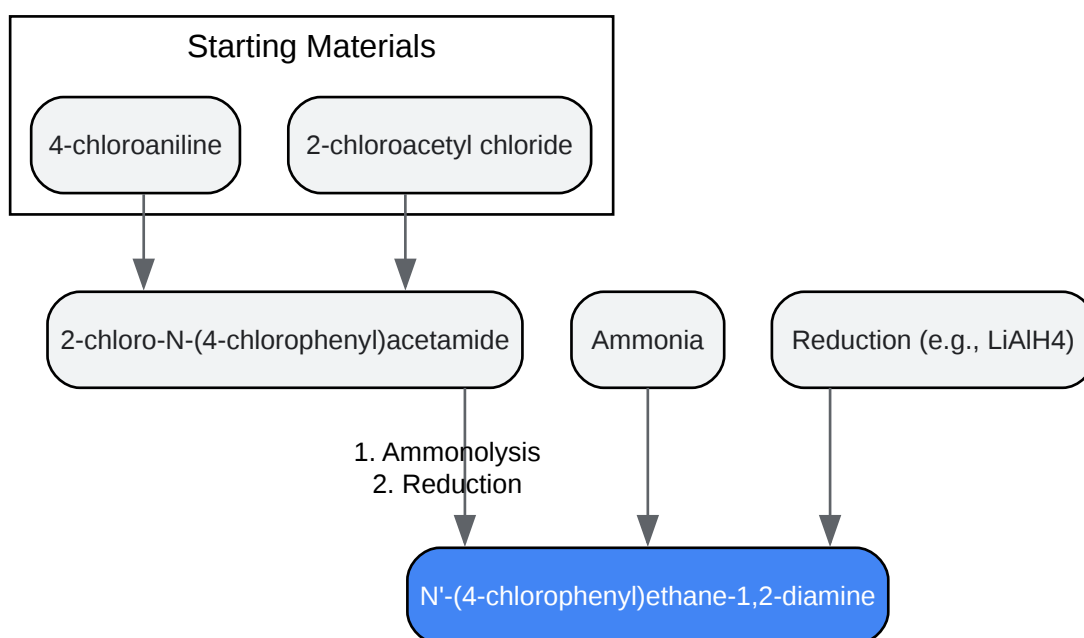 Starting Materials
4-chloroaniline
2-chloroacetyl chloride
2-chloro-N-(4-chlorophenyl)acetamide
Ammonia
Reduction (e.g., LiAlH4)
1. Ammonolysis
2. Reduction
N'-(4-chlorophenyl)ethane-1,2-diamine